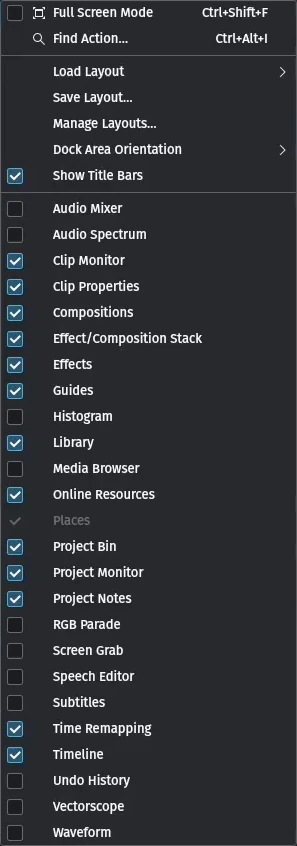 Full Screen Mode Ctrl+Shift+F
Find Action... Ctrl+Alt+I
Load Layout
Save Layout...
Manage Layouts...
Dock Area Orientation
Show Title Bars
Audio Mixer
Audio Spectrum
Clip Monitor
Clip Properties
Compositions
Effect/Composition Stack
Effects
Guides
Histogram
Library
Media Browser
Online Resources
Places
Project Bin
Project Monitor
Project Notes
RGB Parade
Screen Grab
Speech Editor
Subtitles
Time Remapping
Timeline
Undo History
Vectorscope
Waveform